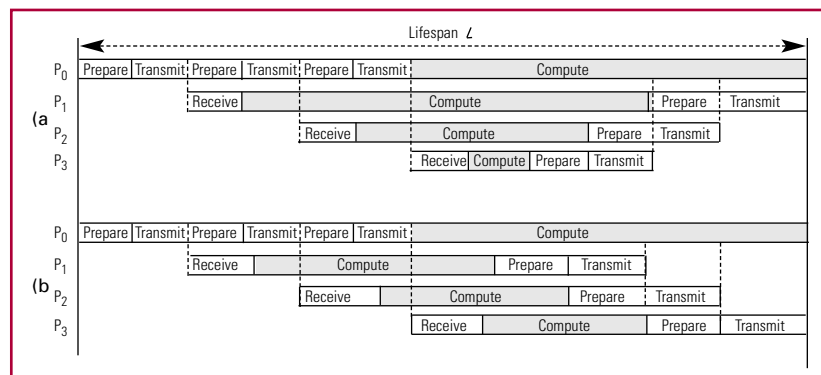 Lifespan L
P0 Prepare Transmit Prepare Transmit Prepare Transmit Compute
P1 Receive Compute Prepare Transmit
(a
P2 Receive Compute Prepare Transmit
P3 Receive Compute Prepare Transmit
P0 Prepare Transmit Prepare Transmit Prepare Transmit Compute
P1 Receive Compute Prepare Transmit
(b
P2 Receive Compute Prepare Transmit
P3 Receive Compute Prepare Transmit